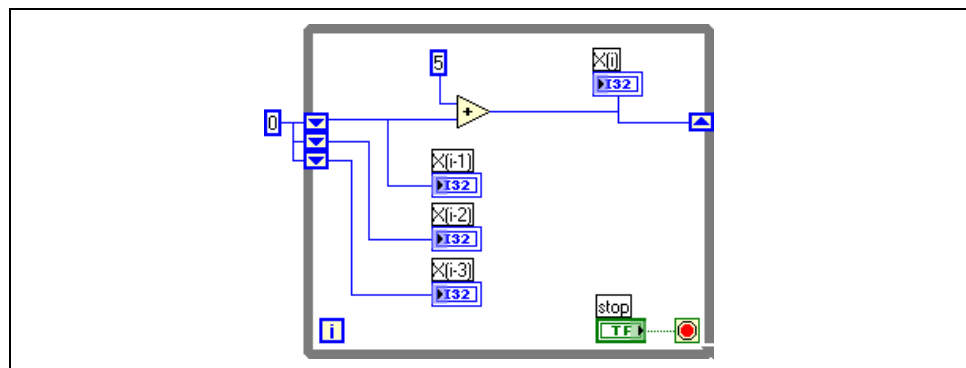 5
X(i)
I32
0
+
X(i-1)
I32
X(i-2)
I32
X(i-3)
I32
stop
i
TF